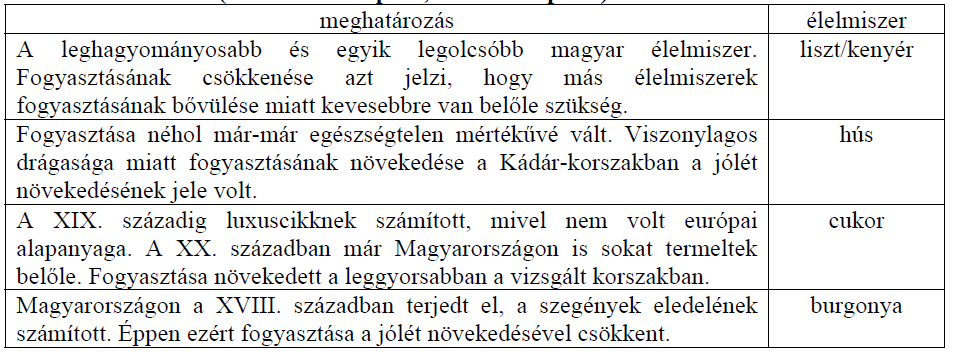 meghatározás élelmiszer
A leghagyományosabb és egyik legolcsóbb magyar élelmiszer. liszt/kenyér
Fogyasztásának csökkenése azt jelzi, hogy más élelmiszerek
fogyasztásának bővülése miatt kevesebbre van belőle szükség.
Fogyasztása néhol már-már egészségtelen mértékűvé vált. Viszonylagos hús
drágasága miatt fogyasztásának növekedése a Kádár-korszakban a jólét
növekedésének jele volt.
A XIX. századig luxuscikknek számított, mivel nem volt európai cukor
alapanyaga. A XX. században már Magyarországon is sokat termeltek
belőle. Fogyasztása növekedett a leggyorsabban a vizsgált korszakban.
Magyarországon a XVIII. században terjedt el, a szegények eledelének burgonya
számított. Éppen ezért fogyasztása a jólét növekedésével csökkent.